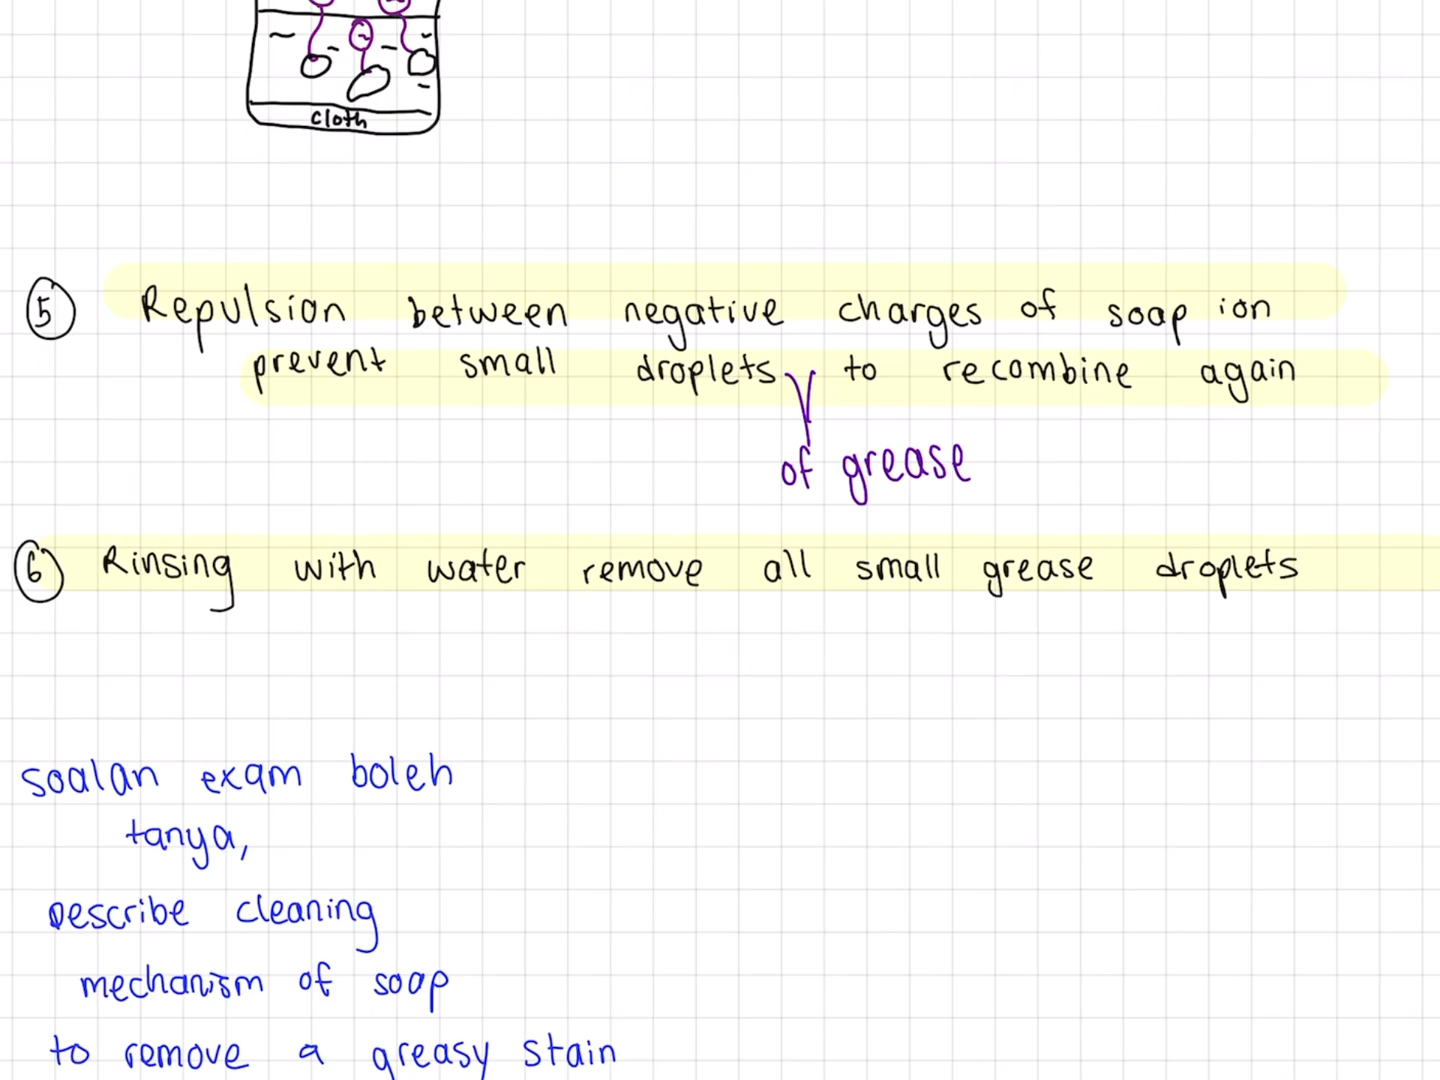 cloth
5 Repulsion between negative charges of soap ion
prevent small droplets to recombine again
of grease
6 Rinsing with water remove all small grease droplets
soalan exam boleh
tanya,
Describe cleaning
mechanism of soap
to remove a greasy stain